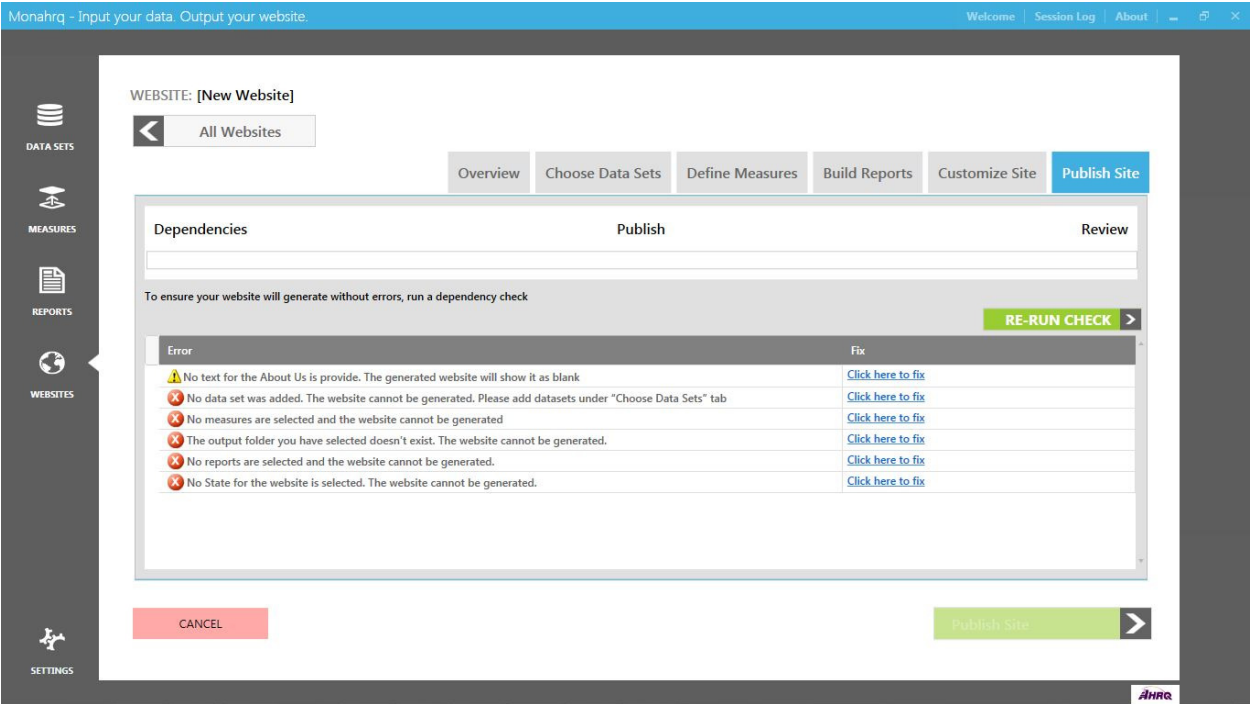 Monahrq - Input your data. Output your website.
Welcome | Session Log | About
WEBSITE: [New Website]
All Websites
DATA SETS
MEASURES
REPORTS
WEBSITES
SETTINGS
Overview
Choose Data Sets
Define Measures
Build Reports
Customize Site
Publish Site
Dependencies
Publish
Review
To ensure your website will generate without errors, run a dependency check
RE-RUN CHECK
Error
Fix
No text for the About Us is provide. The generated website will show it as blank
Click here to fix
No data set was added. The website cannot be generated. Please add datasets under "Choose Data Sets" tab
Click here to fix
No measures are selected and the website cannot be generated
Click here to fix
The output folder you have selected doesn't exist. The website cannot be generated.
Click here to fix
No reports are selected and the website cannot be generated.
Click here to fix
No State for the website is selected. The website cannot be generated.
Click here to fix
CANCEL
Publish Site
AHRQ